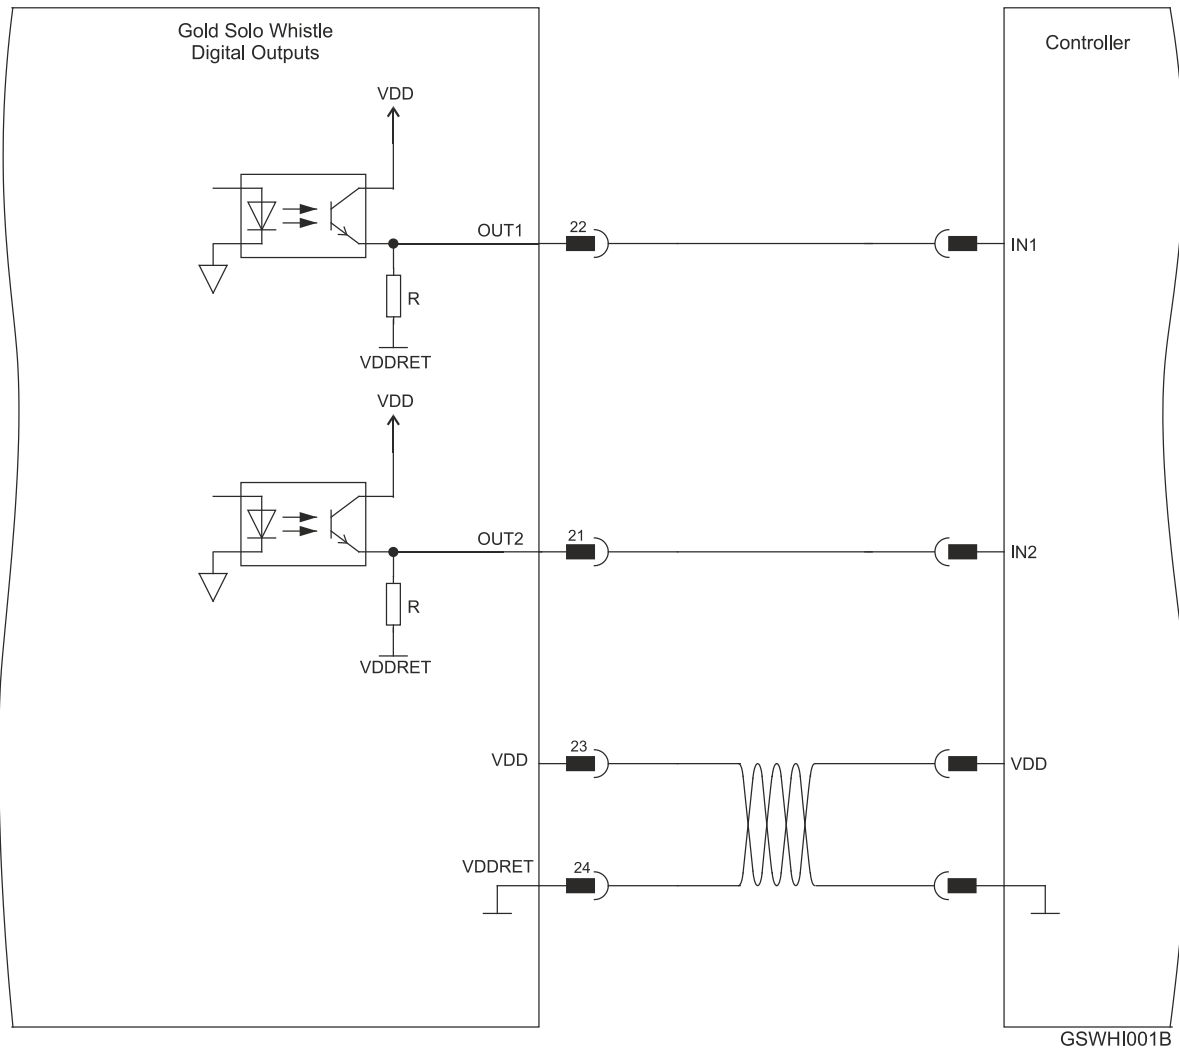 Gold Solo Whistle
Digital Outputs
Controller
VDD
OUT1
22
IN1
R
VDDRET
VDD
OUT2
21
IN2
R
VDDRET
VDD
23
VDD
VDDRET
24
GSWHI001B